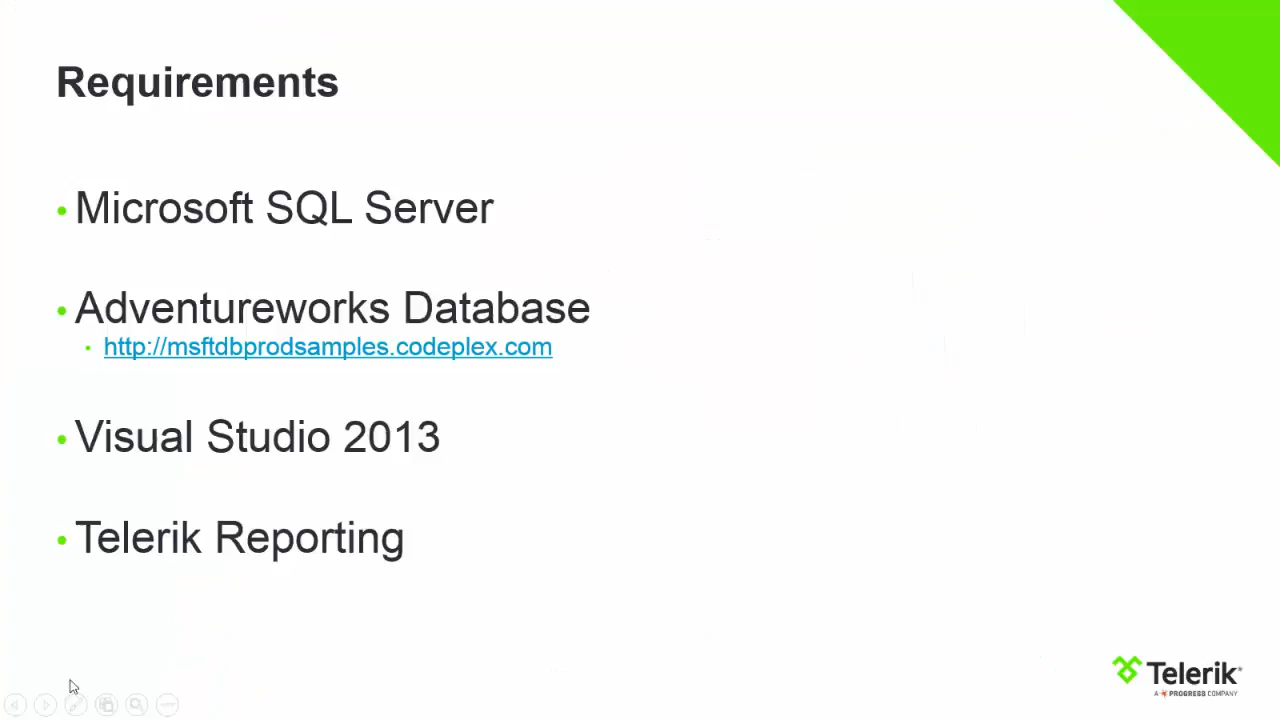 Requirements
• Microsoft SQL Server
• Adventureworks Database
• http://msftdbprodsamples.codeplex.com
• Visual Studio 2013
• Telerik Reporting
Telerik
A PROGRESS COMPANY